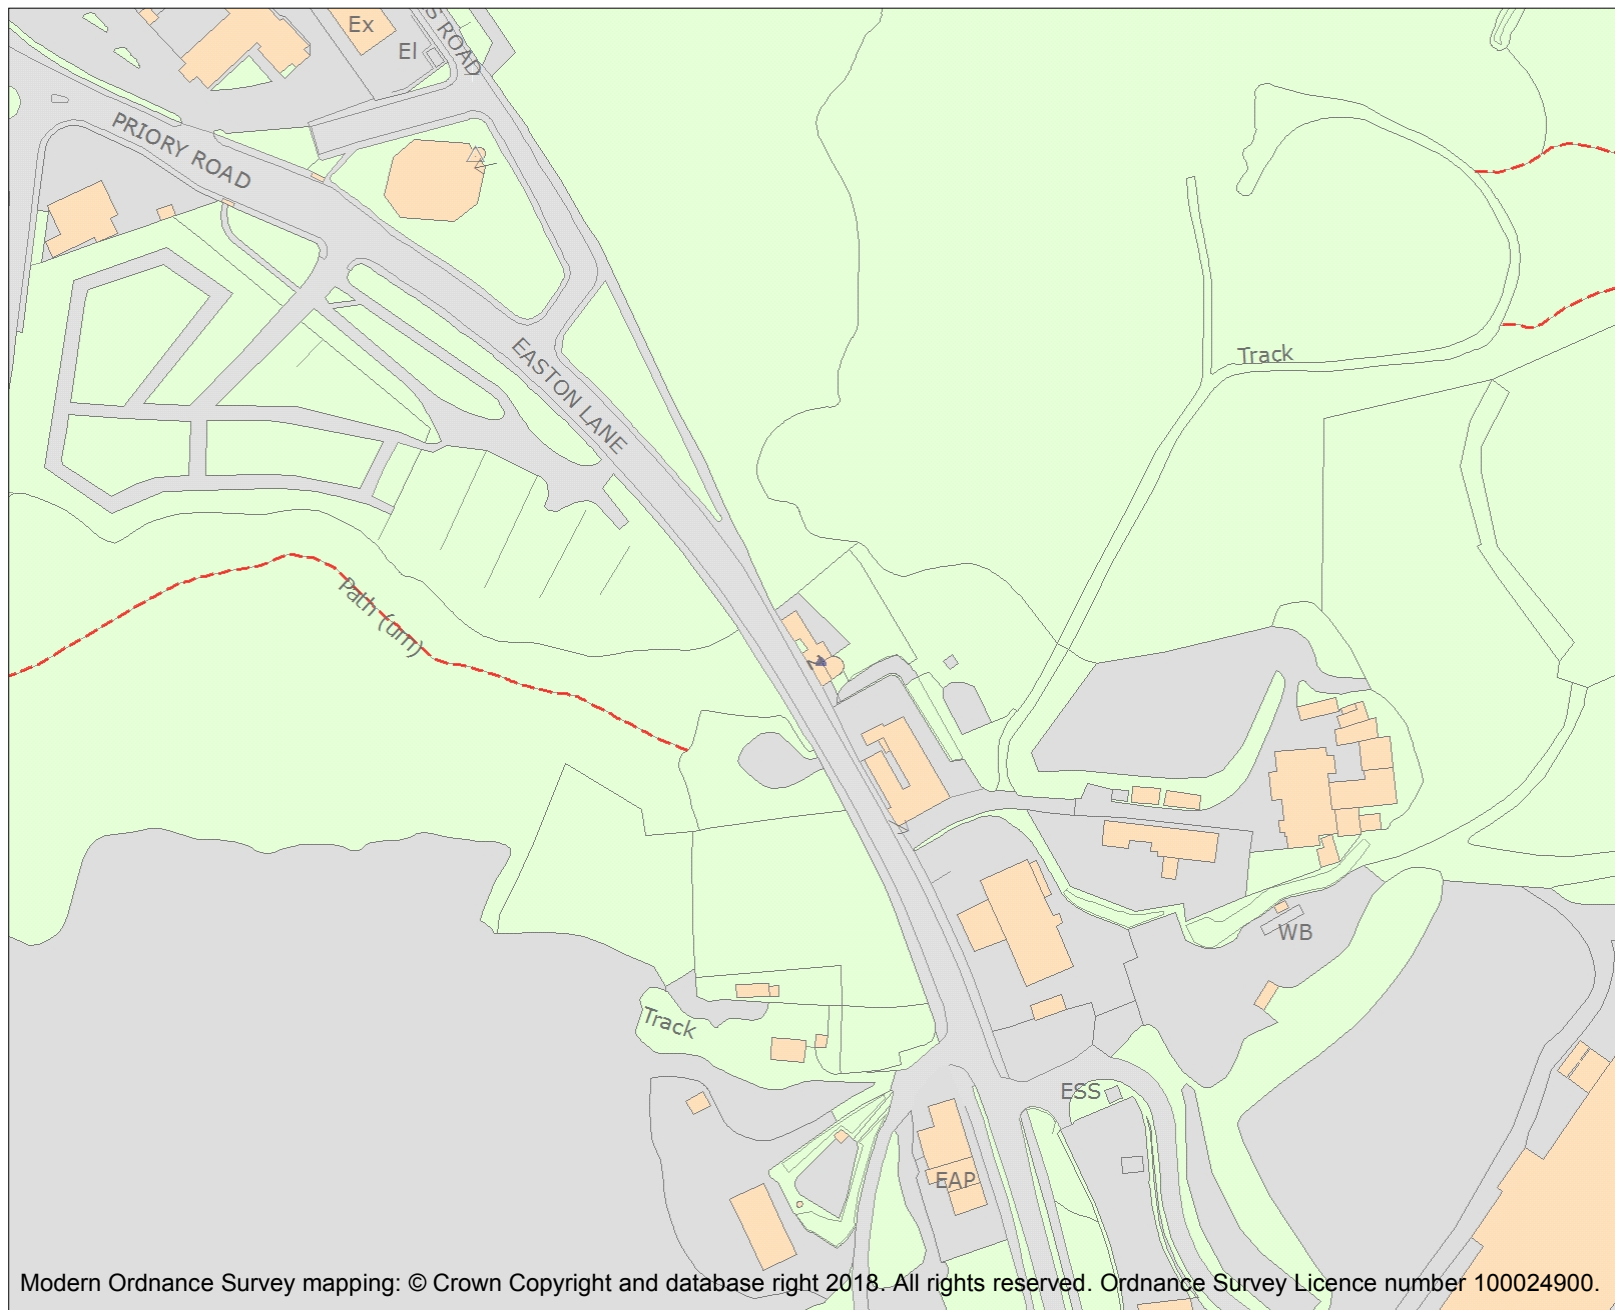 Ex
El
S ROAD
PRIORY ROAD
EASTON LANE
Track
Path (um)
WB
Track
ESS
EAP
Modern Ordnance Survey mapping: © Crown Copyright and database right 2018. All rights reserved. Ordnance Survey Licence number 100024900.